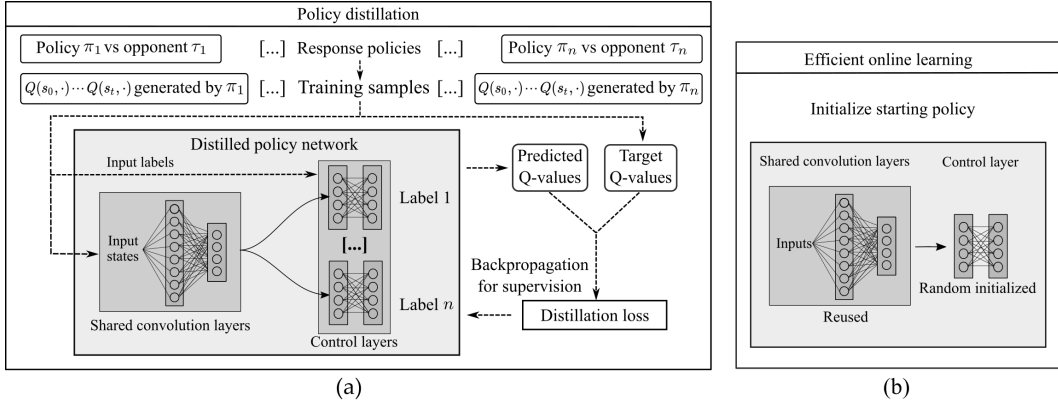 Policy distillation
Policy π₁ vs opponent τ₁
[...] Response policies [...]
Policy πₙ vs opponent τₙ
Q(s₀,·)···Q(sₜ,·) generated by π₁
[...] Training samples [...]
Q(s₀,·)···Q(sₜ,·) generated by πₙ
Distilled policy network
Input labels
Label 1
[...]
Label n
Input
states
Shared convolution layers
Control layers
Predicted
Q-values
Target
Q-values
Backpropagation
for supervision
Distillation loss
(a)
Efficient online learning
Initialize starting policy
Shared convolution layers
Control layer
Inputs
Random initialized
Reused
(b)